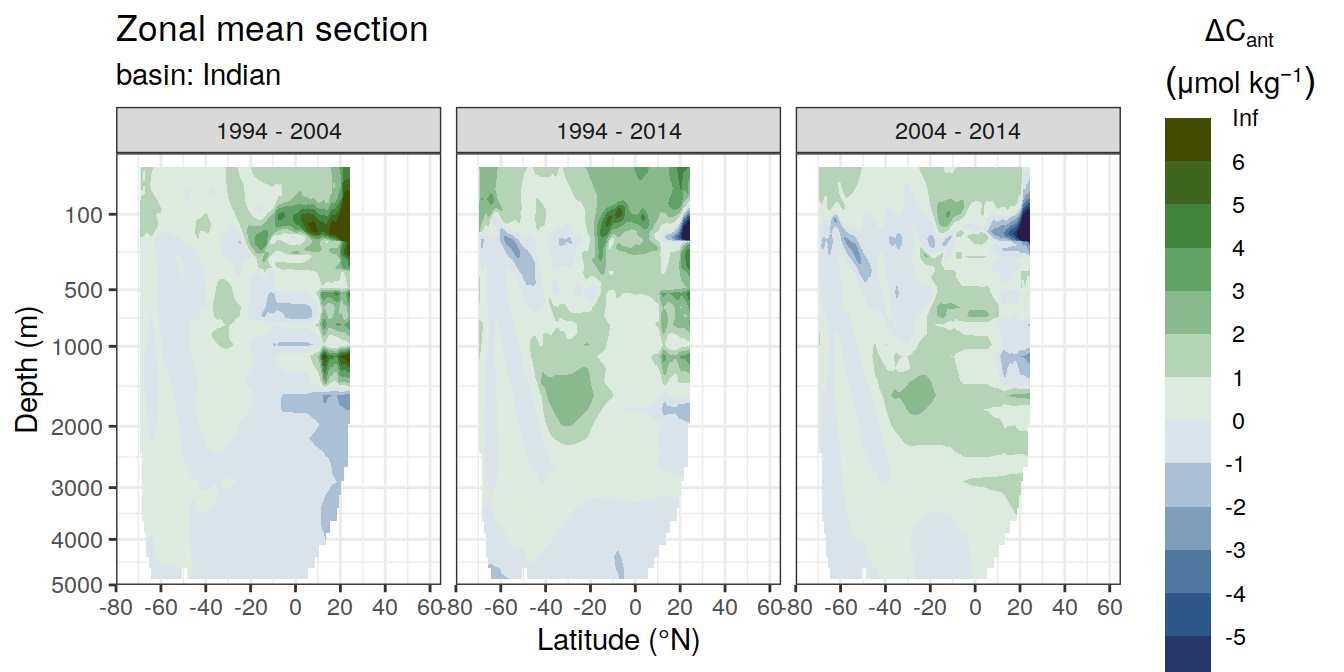 Zonal mean section
basin: Indian
1994 - 2004
1994 - 2014
2004 - 2014
Depth (m)
100
500
1000
2000
3000
4000
5000
-80 -60 -40 -20 0 20 40 60
-80 -60 -40 -20 0 20 40 60
-80 -60 -40 -20 0 20 40 60
Latitude (°N)
ΔCant
(μmol kg⁻¹)
Inf
6
5
4
3
2
1
0
-1
-2
-3
-4
-5